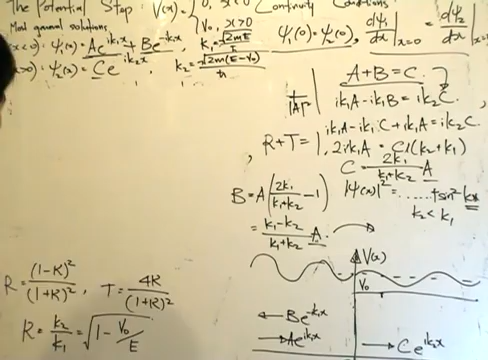 The Potential Step: V(x) = { 0, x<0 Continuity Conditions
V₀, x>0
Most general solutions
x<0: ψ₁(x) = Ae^{ik₁x} + Be^{-ik₁x}, k₁ = √2mE/ħ
ψ₁(0) = ψ₂(0), dψ₁/dx|ₓ₌₀ = dψ₂/dx|ₓ₌
x>0: ψ₂(x) = Ce^{ik₂x}, k₂ = √2m(E-V₀)/ħ
A+B=C.
ik₁A-ik₁B = ik₂C.
ik₁A-ik₁C+ik₁A=ik₂C.
R+T=1,
2ik₁A = Ci(k₂+k₁)
C = 2k₁/(k₁+k₂) A
B = A(2k₁/(k₁+k₂) -1)
|ψ(x)|² = ...... + sin² kx
= (k₁-k₂)/(k₁+k₂) A.
k₂ < k₁
V(x)
V₀
R = (1-K)²/(1+K)², T = 4K/(1+K)²
K = k₂/k₁ = √1 - V₀/E
← Be^{-ik₁x}
→ Ae^{ik₁x}
→ Ce^{ik₂x}